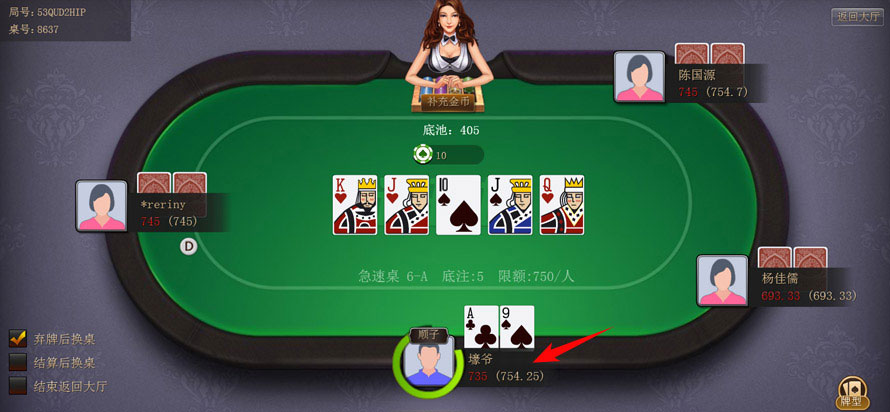 局号:53QUD2HIP
桌号:8637
返回大厅
补充金币
底池：405
10
陈国源
745 (754.7)
*reriny
745 (745)
D
K J 10 J Q
急速桌 6-A 底注:5 限额:750/人
杨佳儒
693.33 (693.33)
A 9
顺子
壕爷
735 (754.25)
弃牌后换桌
结算后换桌
结束返回大厅
牌型